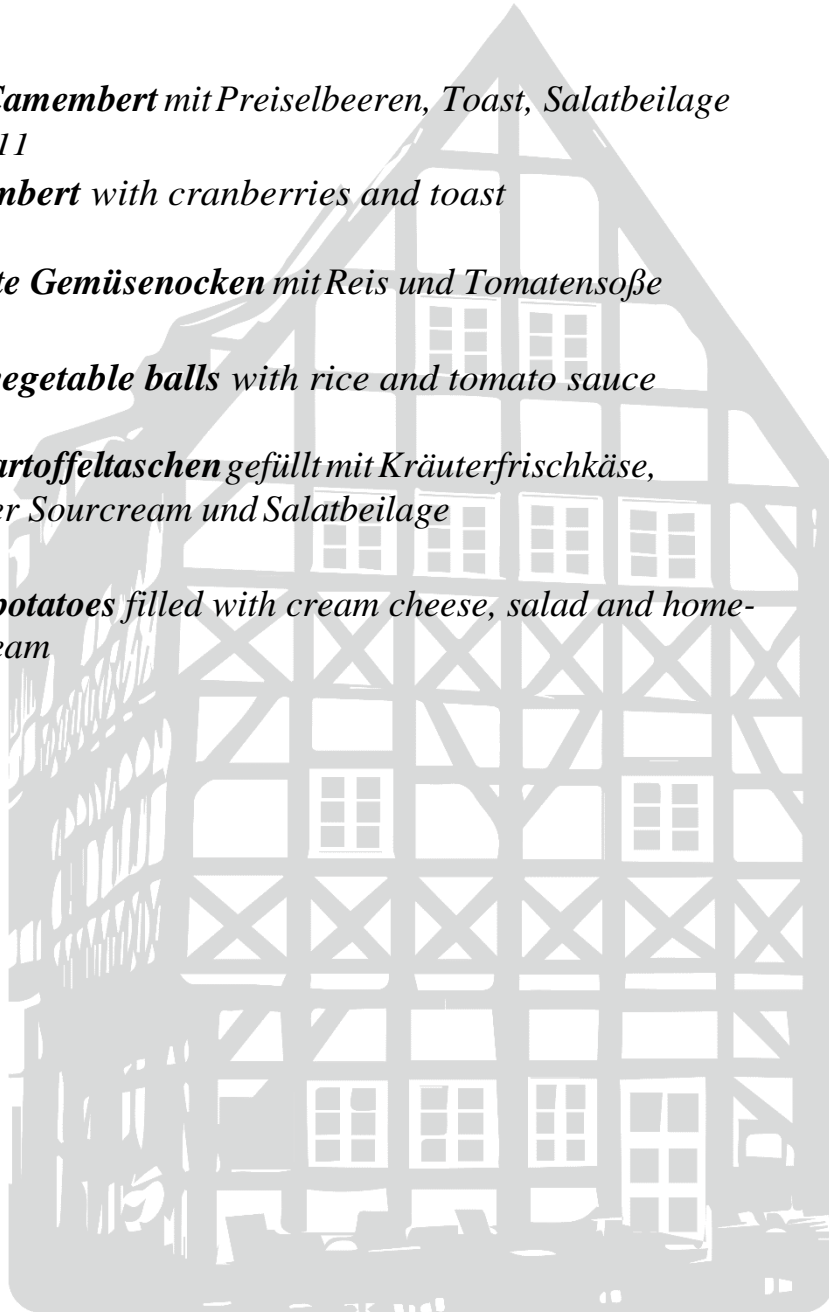 Camembert mit Preiselbeeren, Toast, Salatbeilage
11
mbert with cranberries and toast
te Gemüsenocken mit Reis und Tomatensoße
vegetable balls with rice and tomato sauce
artoffeltaschen gefüllt mit Kräuterfrischkäse,
er Sourcream und Salatbeilage
potatoes filled with cream cheese, salad and home-
eam